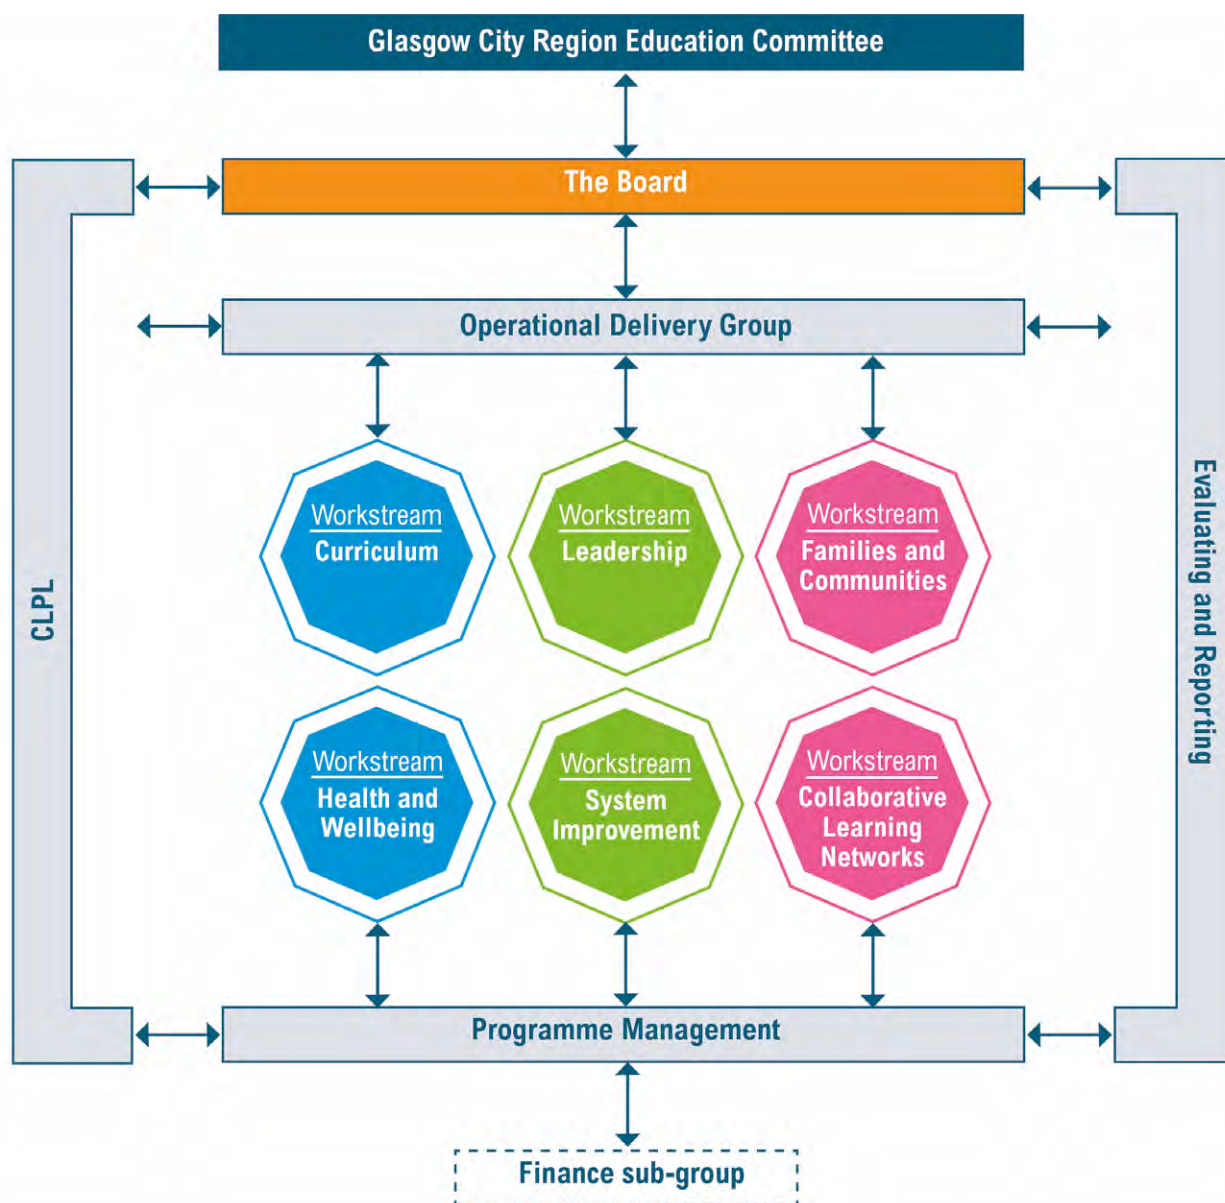 Glasgow City Region Education Committee
The Board
Operational Delivery Group
CLPL
Evaluating and Reporting
Workstream
Curriculum
Workstream
Leadership
Workstream
Families and
Communities
Workstream
Health and
Wellbeing
Workstream
System
Improvement
Workstream
Collaborative
Learning
Networks
Programme Management
Finance sub-group